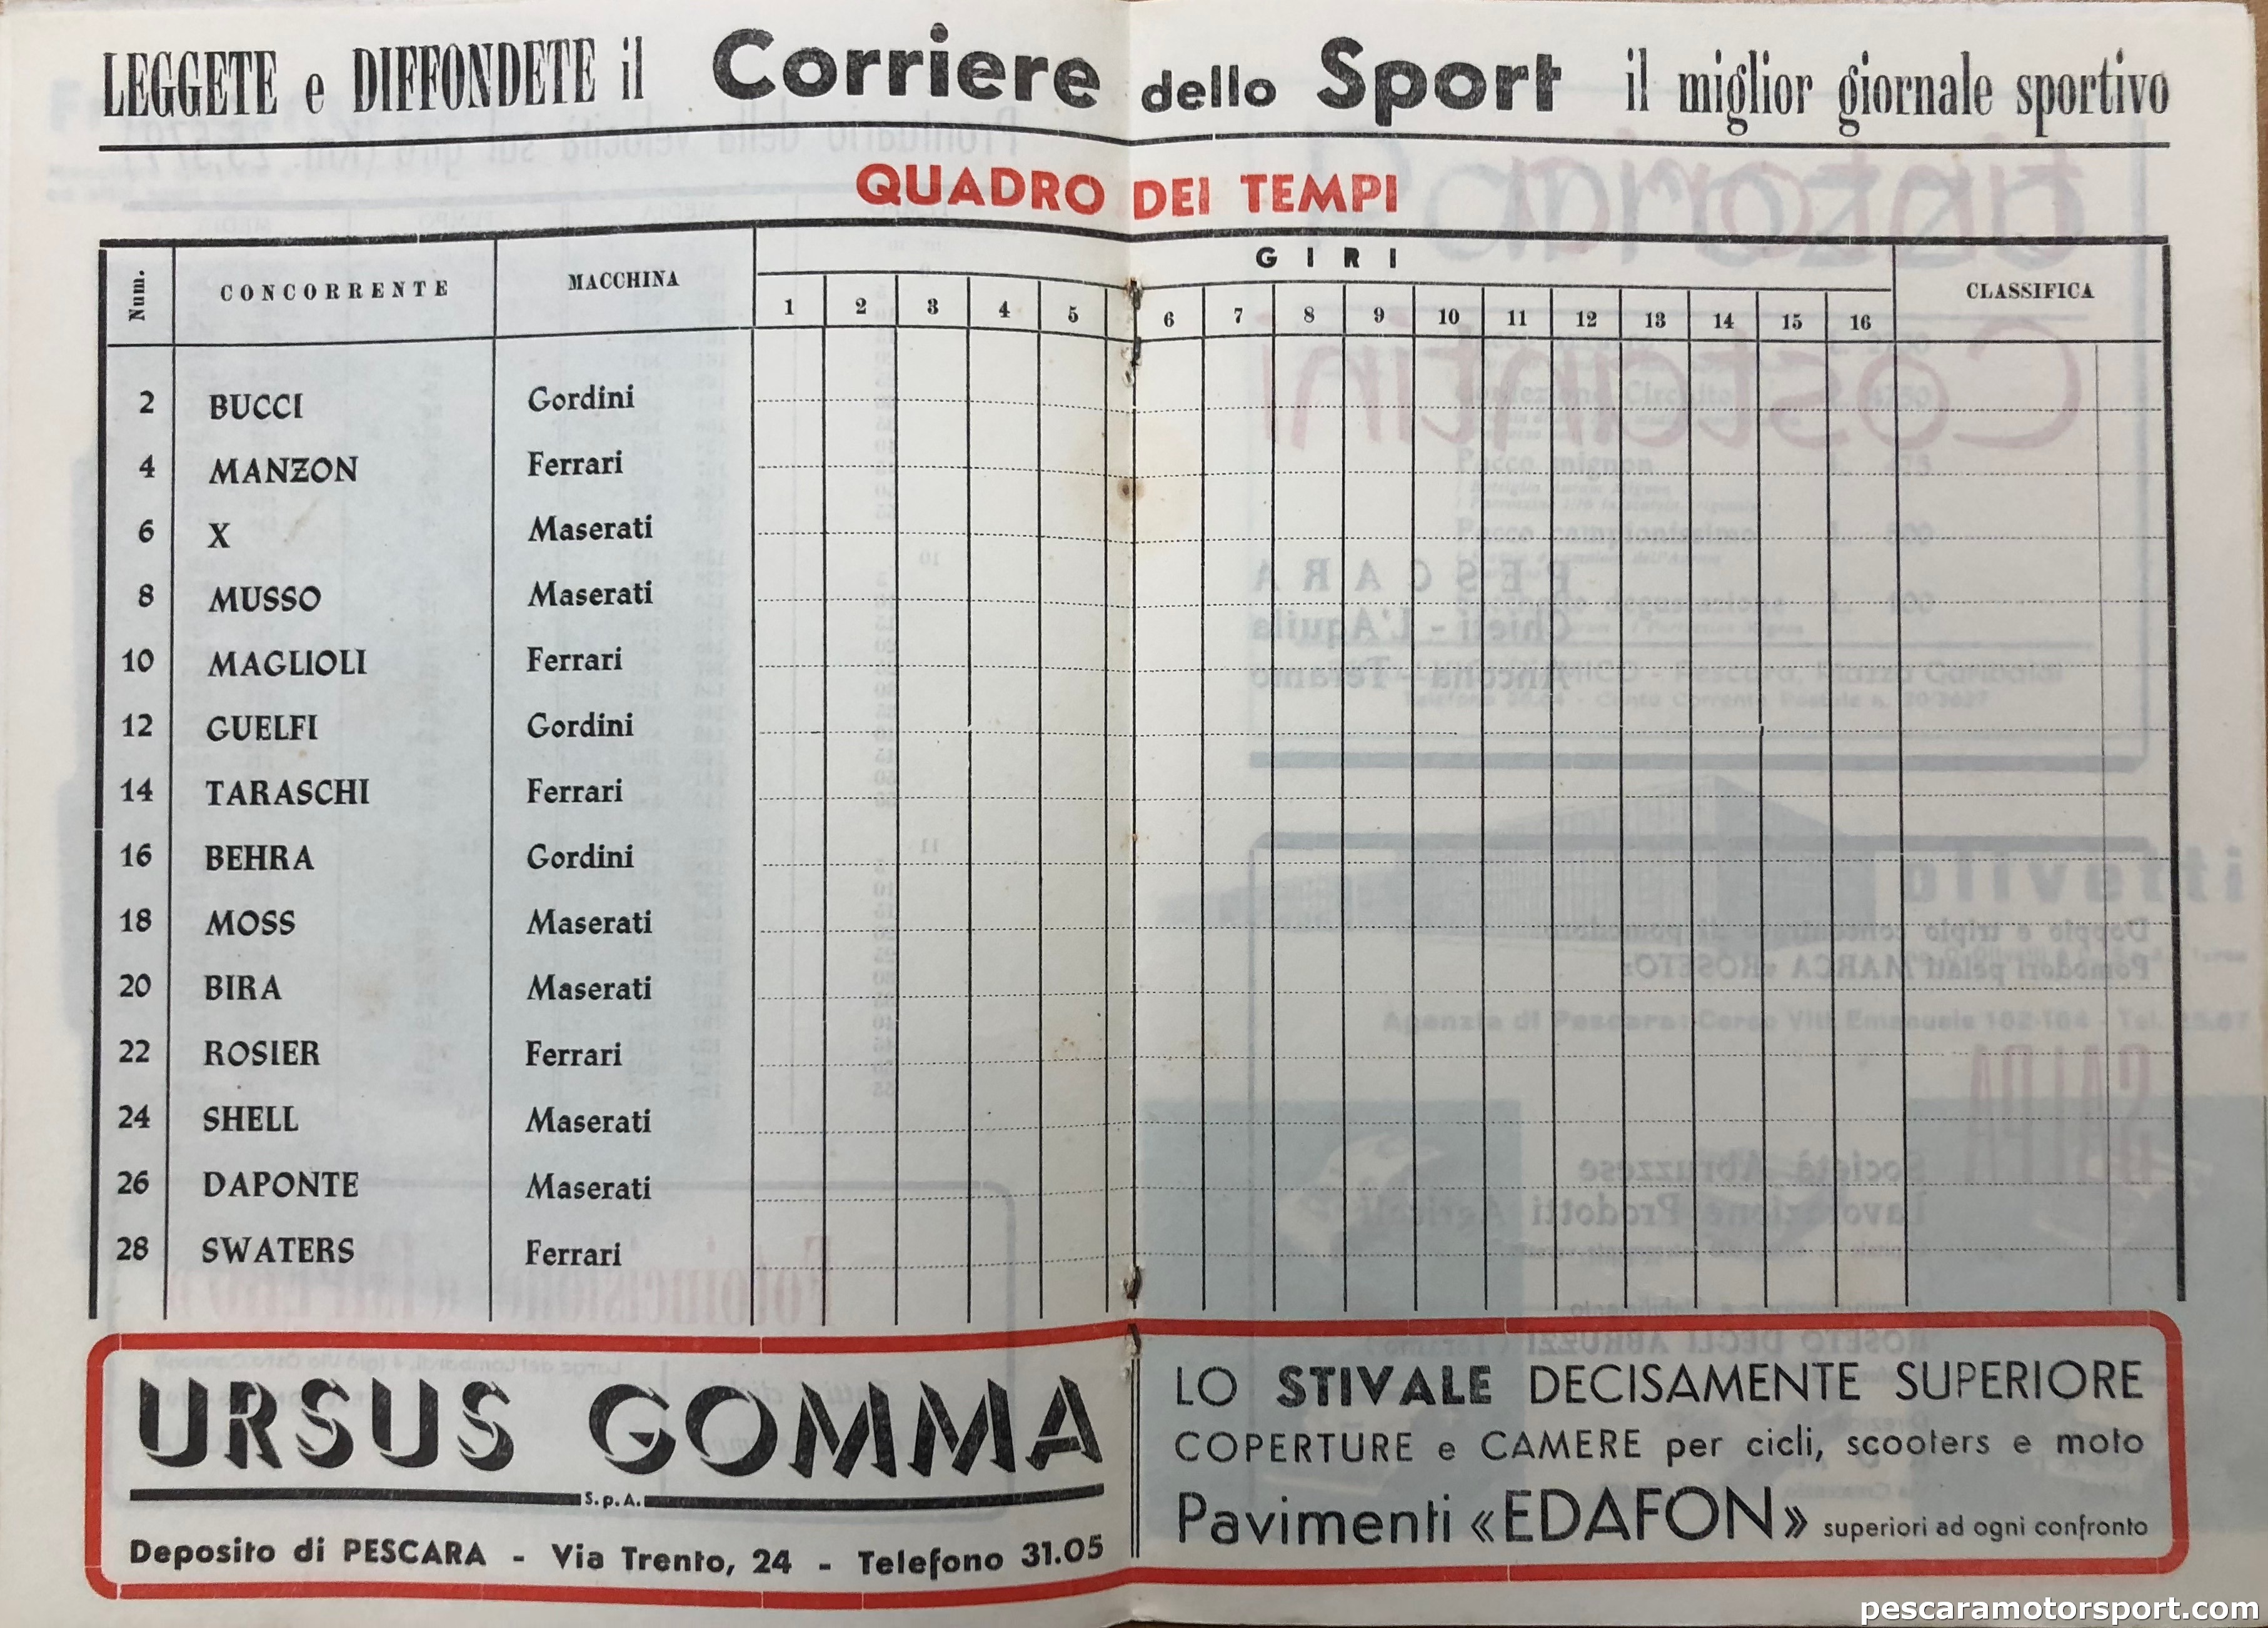 LEGGETE e DIFFONDETE il Corriere dello Sport il miglior giornale sportivo
QUADRO DEI TEMPI
Num. CONCORRENTE MACCHINA GIRI CLASSIFICA
1 2 3 4 5 6 7 8 9 10 11 12 13 14 15 16
2 BUCCI Gordini
4 MANZON Ferrari
6 X Maserati
8 MUSSO Maserati
10 MAGLIOLI Ferrari
12 GUELFI Gordini
14 TARASCHI Ferrari
16 BEHRA Gordini
18 MOSS Maserati
20 BIRA Maserati
22 ROSIER Ferrari
24 SHELL Maserati
26 DAPONTE Maserati
28 SWATERS Ferrari
URSUS GOMMA
S.p.A.
Deposito di PESCARA - Via Trento, 24 - Telefono 31.05
LO STIVALE DECISAMENTE SUPERIORE
COPERTURE e CAMERE per cicli, scooters e moto
Pavimenti «EDAFON» superiori ad ogni confronto
pescaramotorsport.com